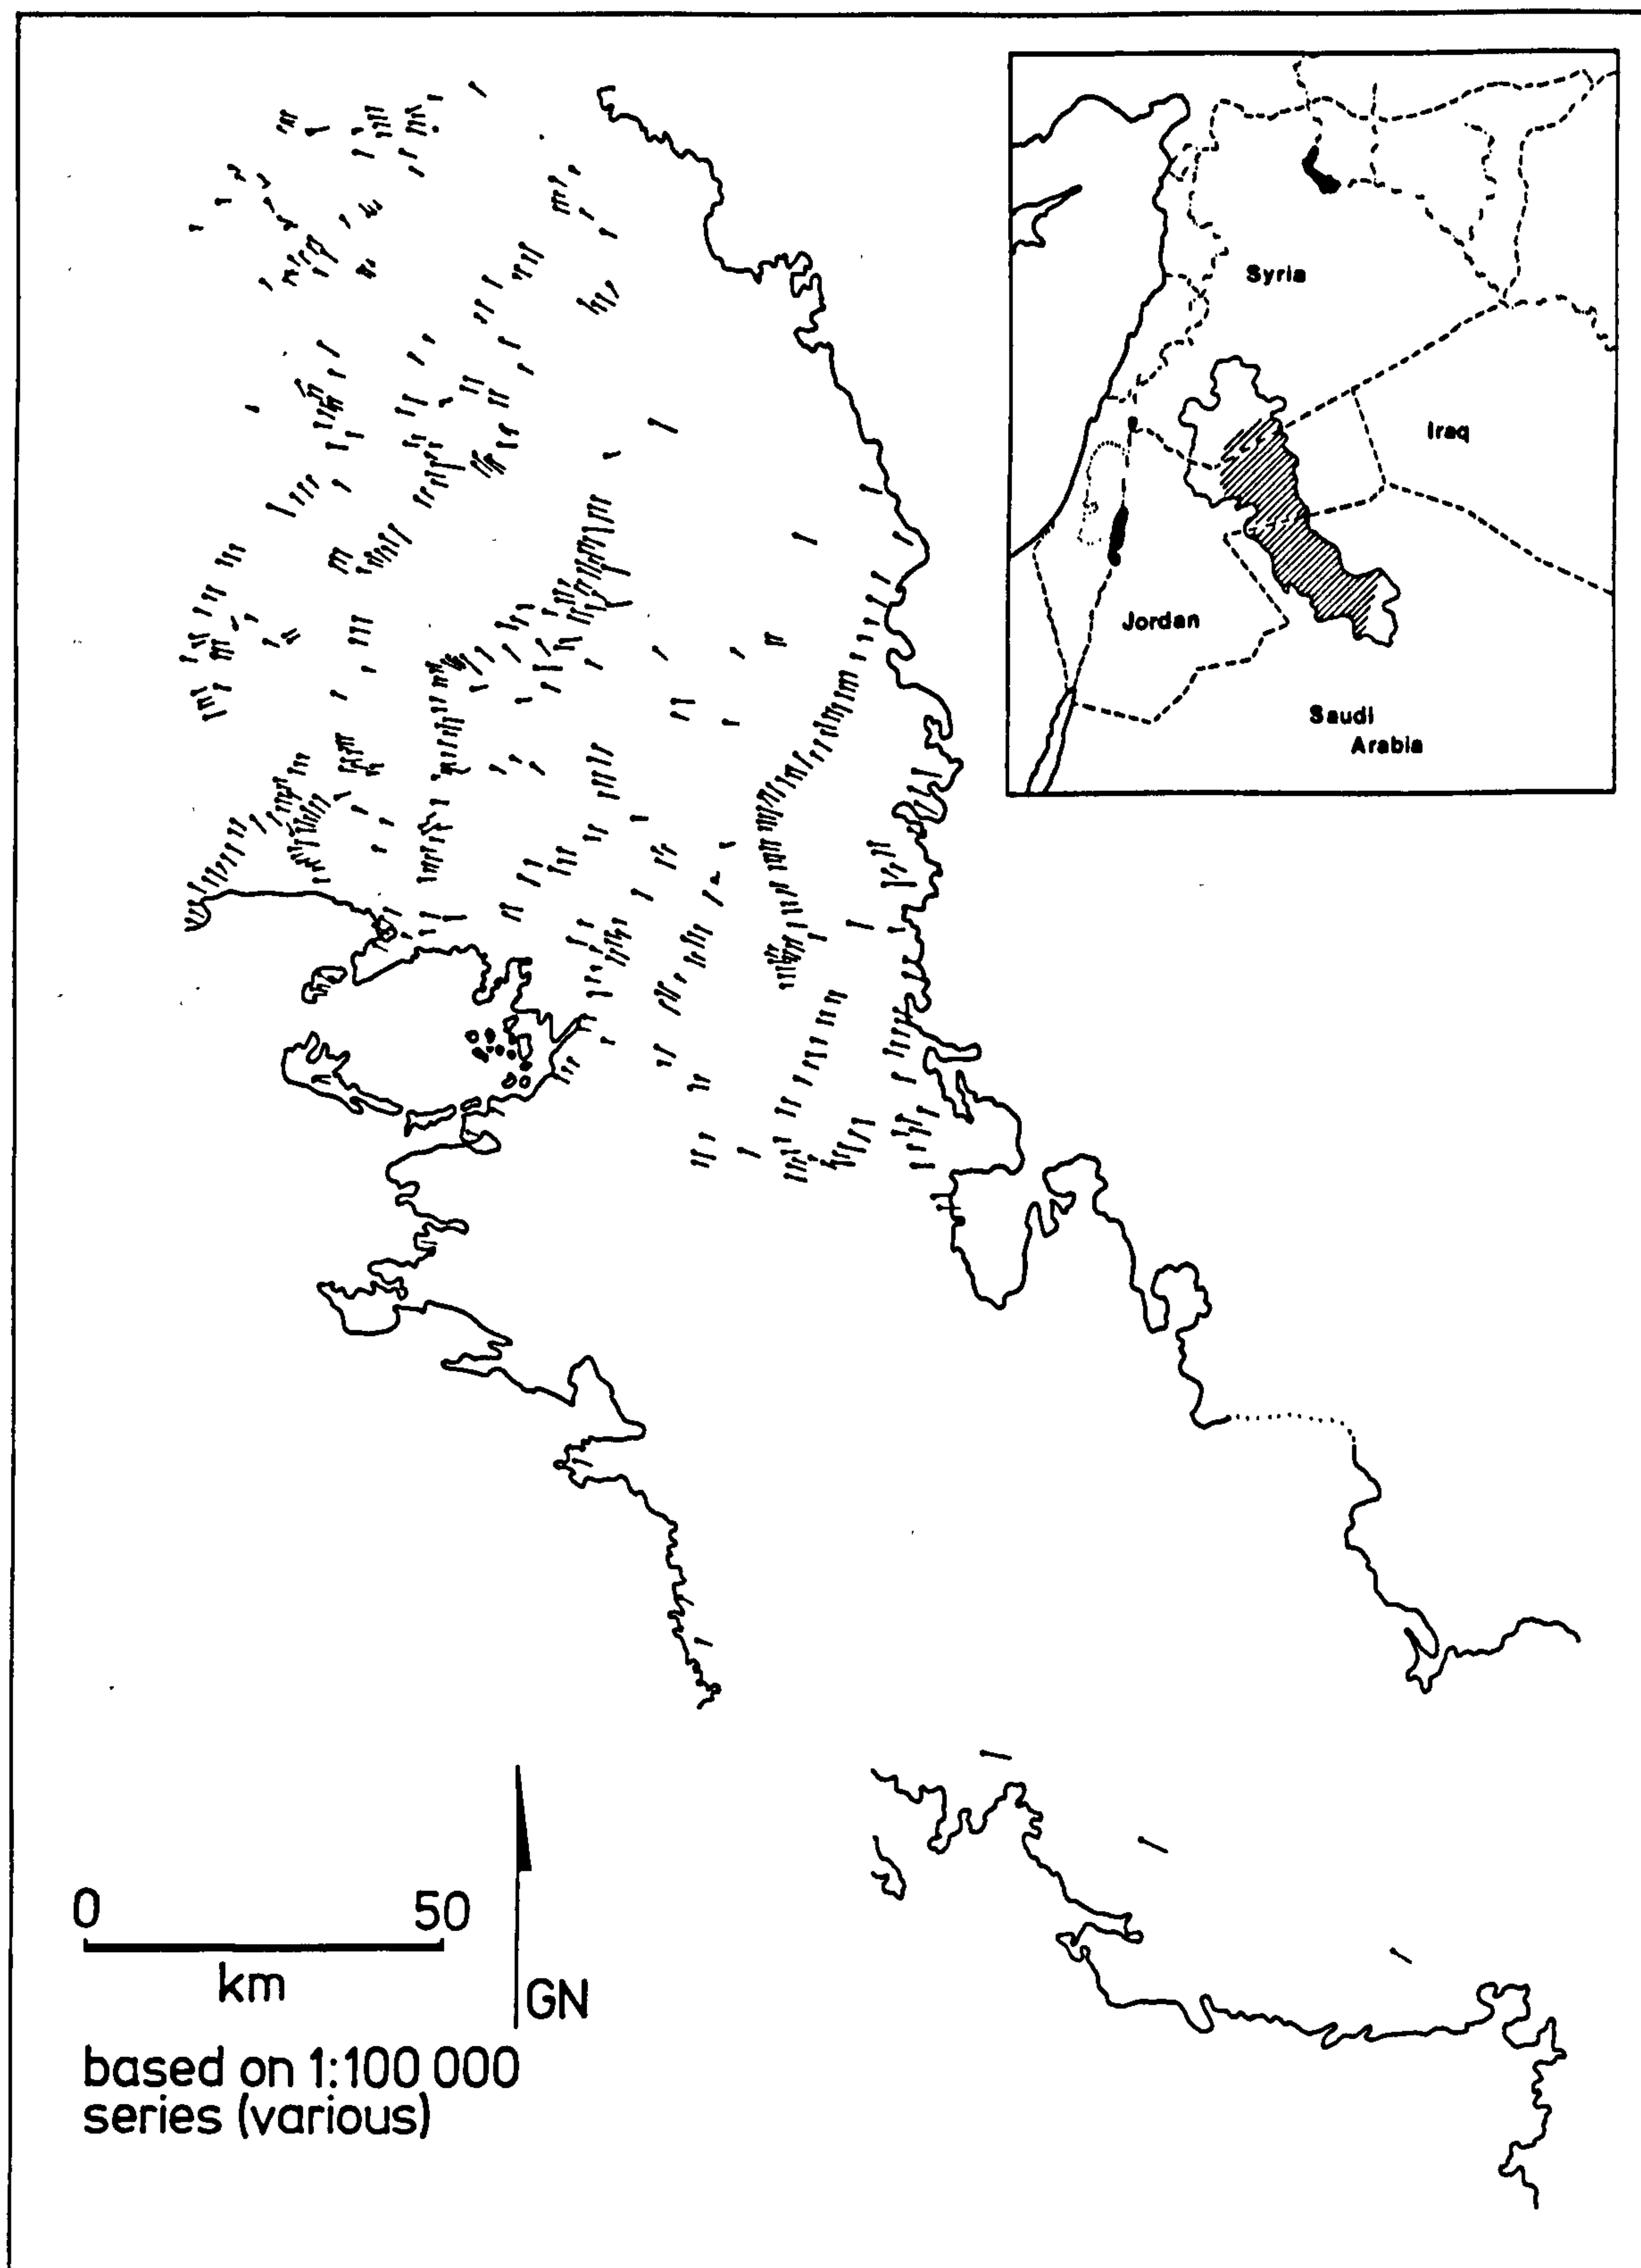 Syria
Iraq
Jordan
Saudi
Arabia
0 50
km
GN
based on 1:100 000
series (various)